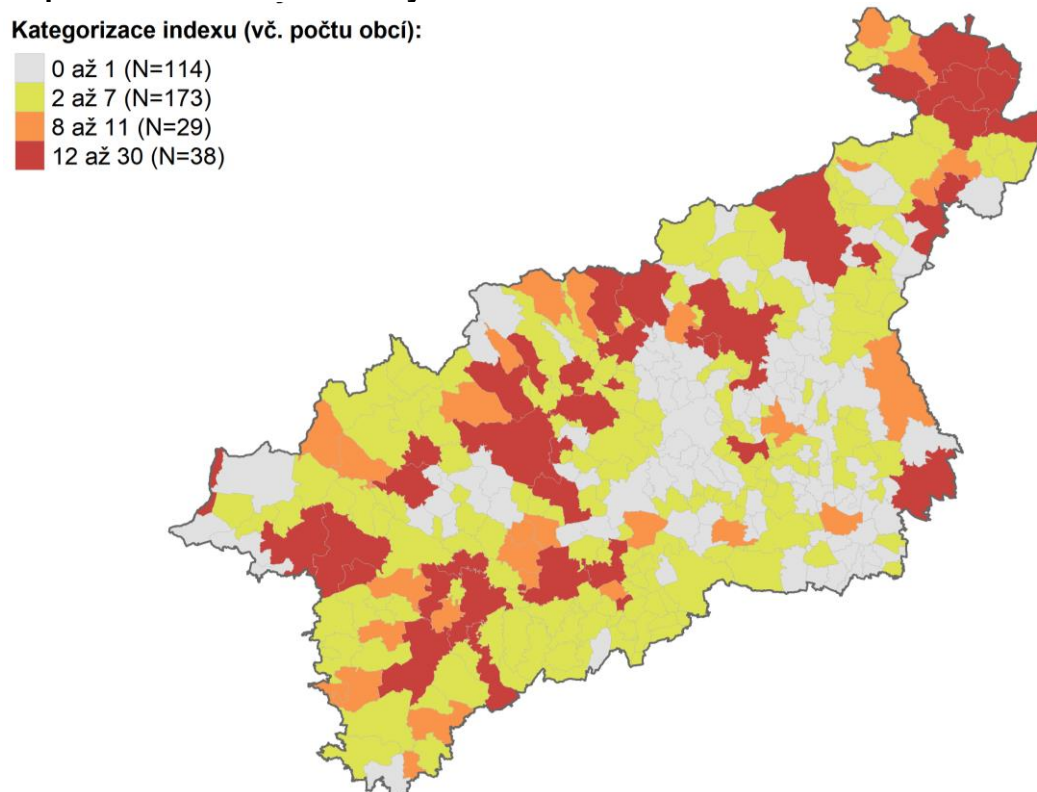 Kategorizace indexu (vč. počtu obcí):
0 až 1 (N=114)
2 až 7 (N=173)
8 až 11 (N=29)
12 až 30 (N=38)